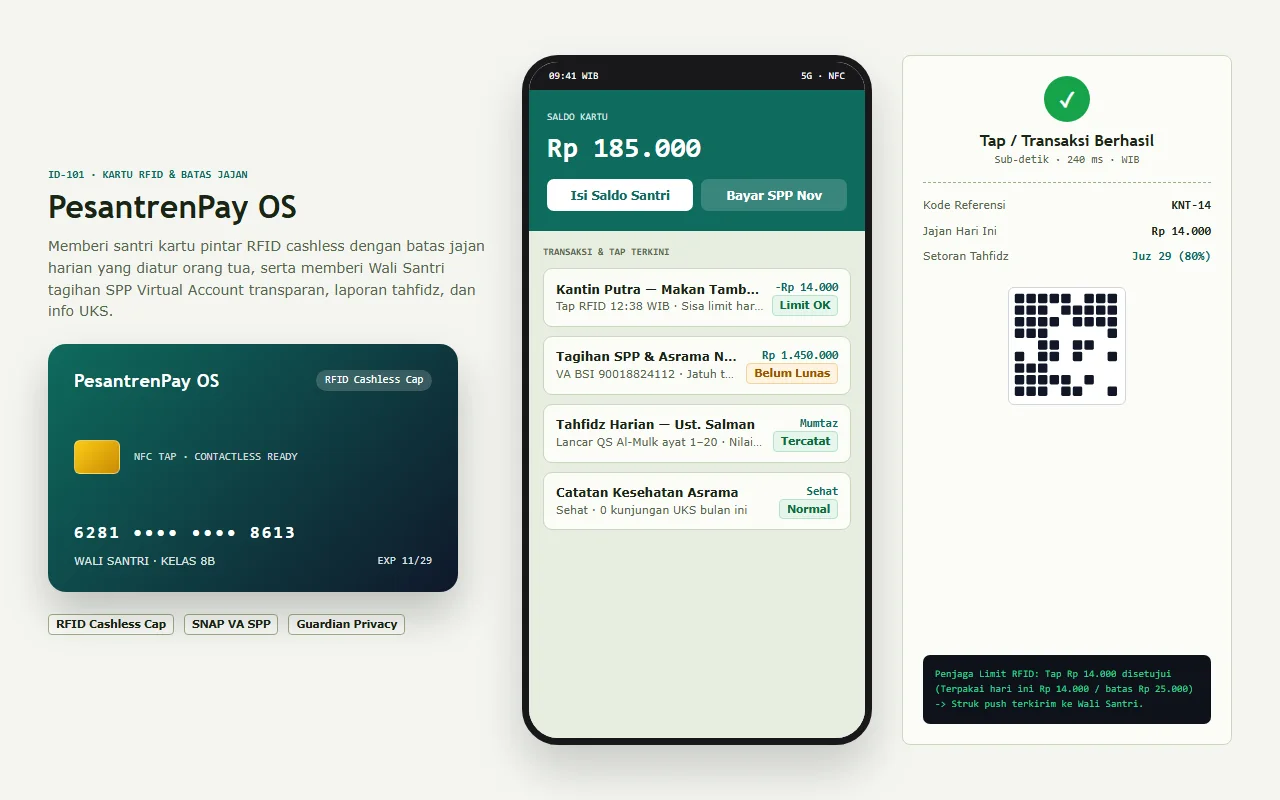 ID-101 · KARTU RFID & BATAS JAJAN
PesantrenPay OS
Memberi santri kartu pintar RFID cashless dengan batas jajan
harian yang diatur orang tua, serta memberi Wali Santri
tagihan SPP Virtual Account transparan, laporan tahfidz, dan
info UKS.
PesantrenPay OS
RFID Cashless Cap
NFC TAP · CONTACTLESS READY
6281 •••• •••• 8613
WALI SANTRI · KELAS 8B
EXP 11/29
RFID Cashless Cap
SNAP VA SPP
Guardian Privacy
09:41 WIB
5G · NFC
SALDO KARTU
Rp 185.000
Isi Saldo Santri
Bayar SPP Nov
TRANSAKSI & TAP TERKINI
Kantin Putra — Makan Tamb...
-Rp 14.000
Tap RFID 12:38 WIB · Sisa limit har...
Limit OK
Tagihan SPP & Asrama N...
Rp 1.450.000
VA BSI 90018824112 · Jatuh t...
Belum Lunas
Tahfidz Harian — Ust. Salman
Mumtaz
Lancar QS Al-Mulk ayat 1–20 · Nilai...
Tercatat
Catatan Kesehatan Asrama
Sehat
Sehat · 0 kunjungan UKS bulan ini
Normal
✓
Tap / Transaksi Berhasil
Sub-detik · 240 ms · WIB
Kode Referensi
KNT-14
Jajan Hari Ini
Rp 14.000
Setoran Tahfidz
Juz 29 (80%)
Penjaga Limit RFID: Tap Rp 14.000 disetujui
(Terpakai hari ini Rp 14.000 / batas Rp 25.000)
-> Struk push terkirim ke Wali Santri.